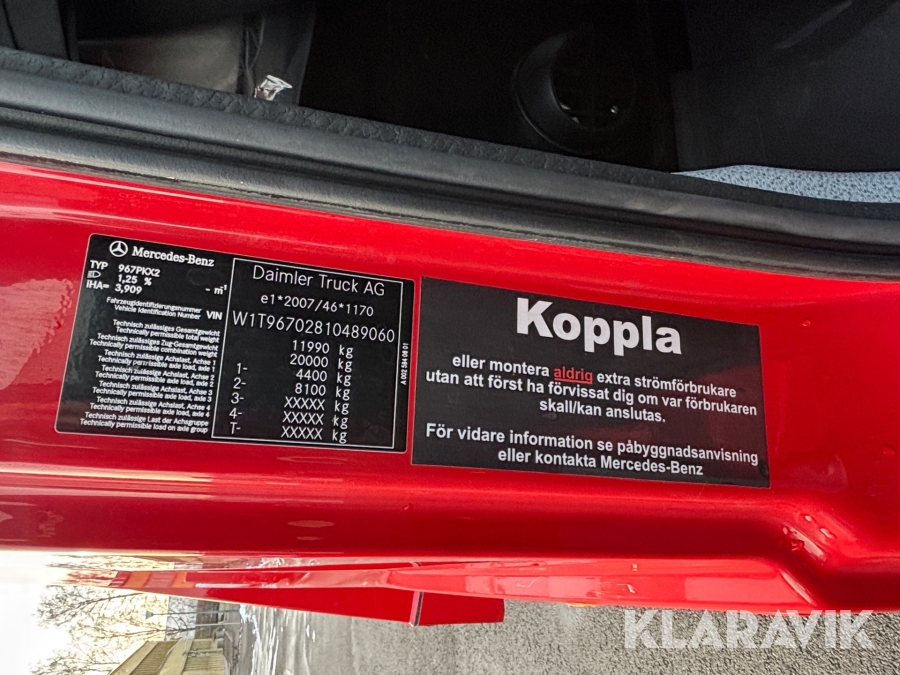 Mercedes-Benz
TYP 967PKX2
1,25 %
IHA= 3,909 - m¹
Fahrzeugidentifizierungsnummer
Vehicle Identification Number VIN
Technisch zulässiges Gesamtgewicht
Technically permissible total weight
Technisch zulässiges Zug-Gesamtgewicht
Technically permissible combination weight
Technisch zulässiges Achslast, Achse 1
Technically permissible axle load, axle 1
Technisch zulässiges Achslast, Achse 2
Technically permissible axle load, axle 2
Technisch zulässiges Achslast, Achse 3
Technically permissible axle load, axle 3
Technisch zulässiges Achslast, Achse 4
Technically permissible axle load, axle 4
Technisch zulässiges Last der Achsgruppe
Technically permissible load on axle group
Daimler Truck AG
e1*2007/46*1170
W1T96702810489060
11990 kg
20000 kg
1- 4400 kg
2- 8100 kg
3- XXXXX kg
4- XXXXX kg
T- XXXXX kg
Koppla
eller montera aldrig extra strömförbrukare
utan att först ha förvissat dig om var förbrukaren
skall/kan anslutas.
För vidare information se påbyggnadsanvisning
eller kontakta Mercedes-Benz
KLARAVIK